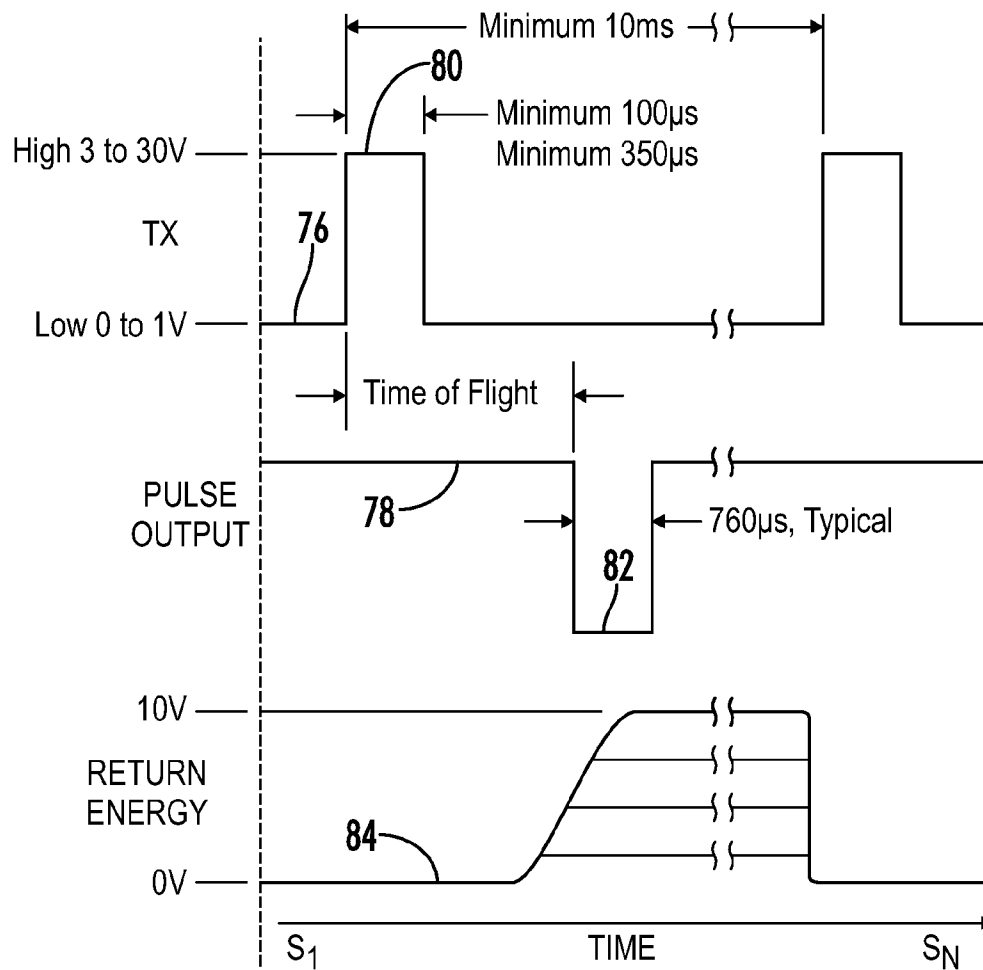 Minimum 10ms
80
Minimum 100µs
Minimum 350µs
High 3 to 30V
TX
76
Low 0 to 1V
Time of Flight
PULSE
OUTPUT
78
760µs, Typical
82
10V
RETURN
ENERGY
84
0V
S1
TIME
SN